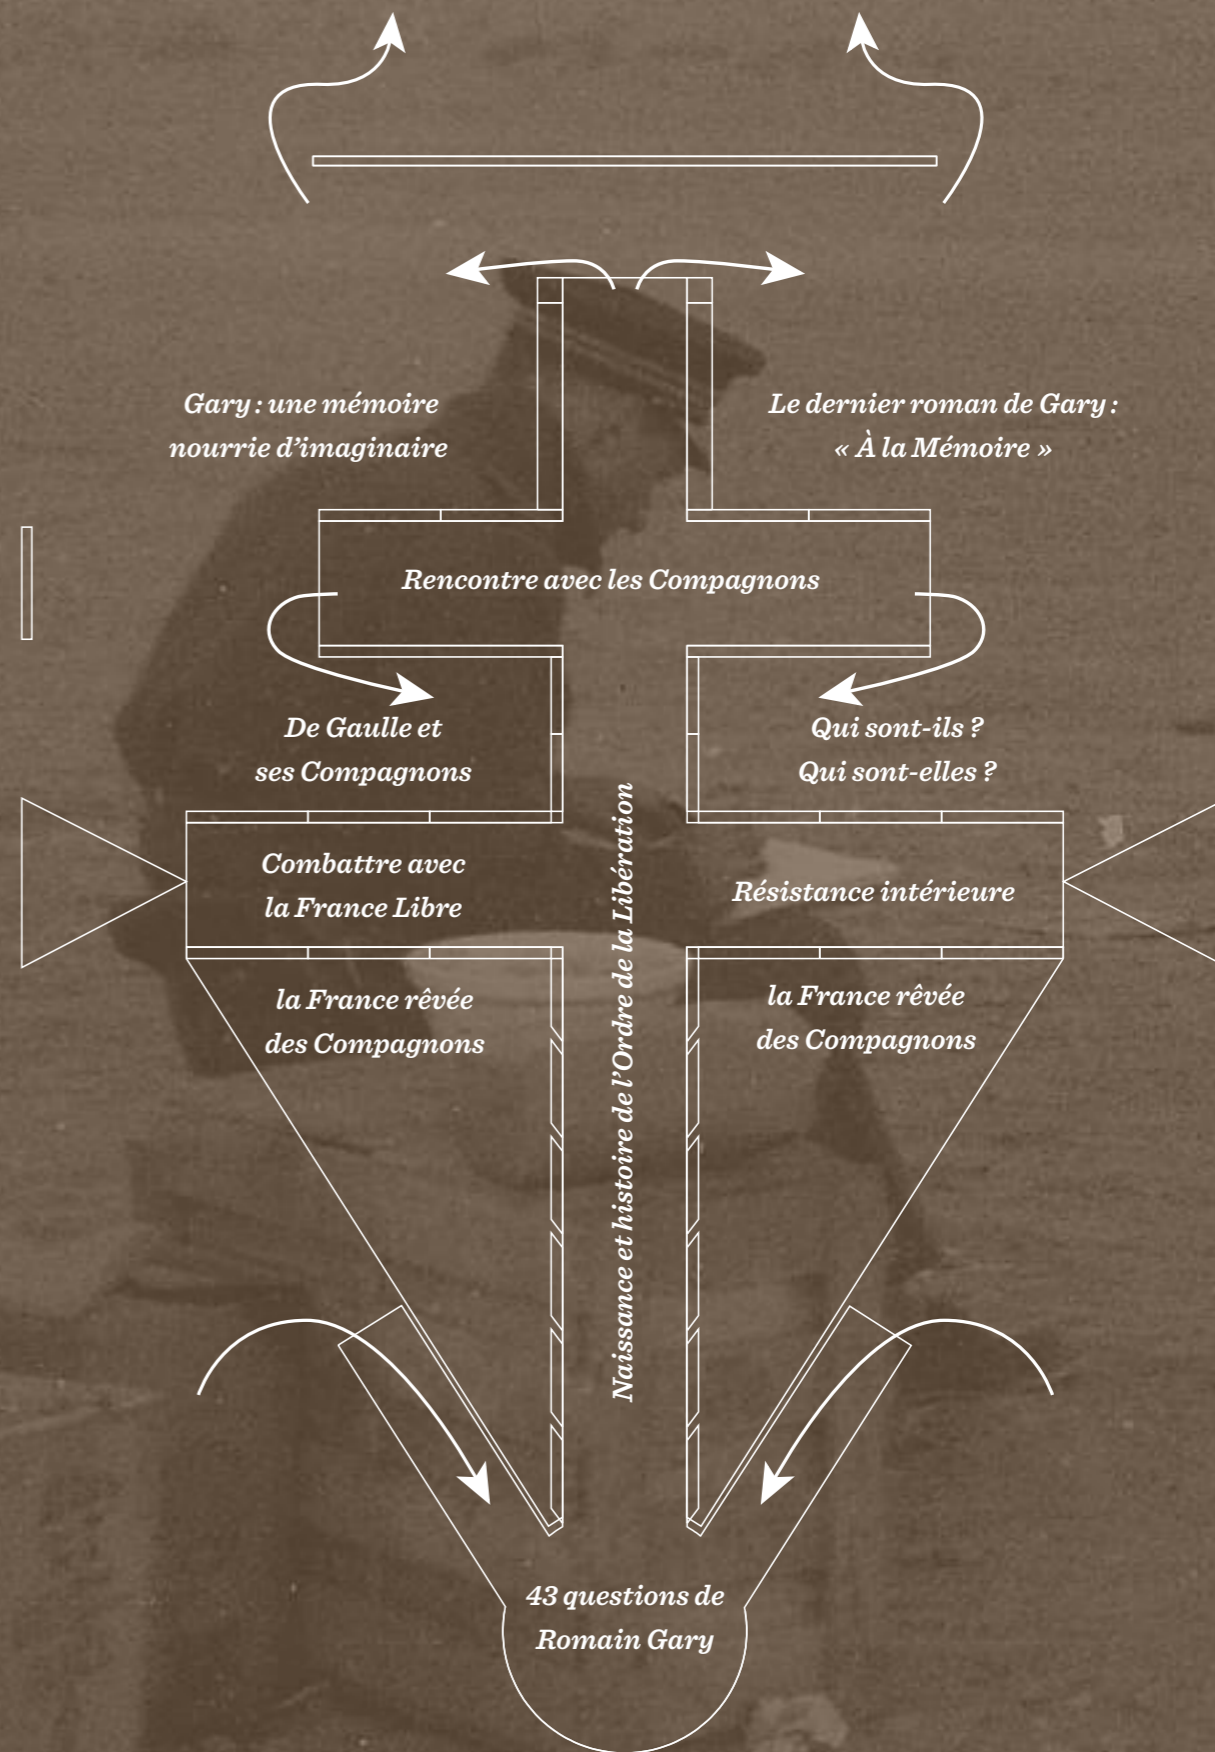 Gary : une mémoire
nourrie d’imaginaire
Le dernier roman de Gary :
« À la Mémoire »
Rencontre avec les Compagnons
De Gaulle et
ses Compagnons
Qui sont-ils ?
Qui sont-elles ?
Combattre avec
la France Libre
Résistance intérieure
Naissance et histoire de l’Ordre de la Libération
la France rêvée
des Compagnons
la France rêvée
des Compagnons
43 questions de
Romain Gary